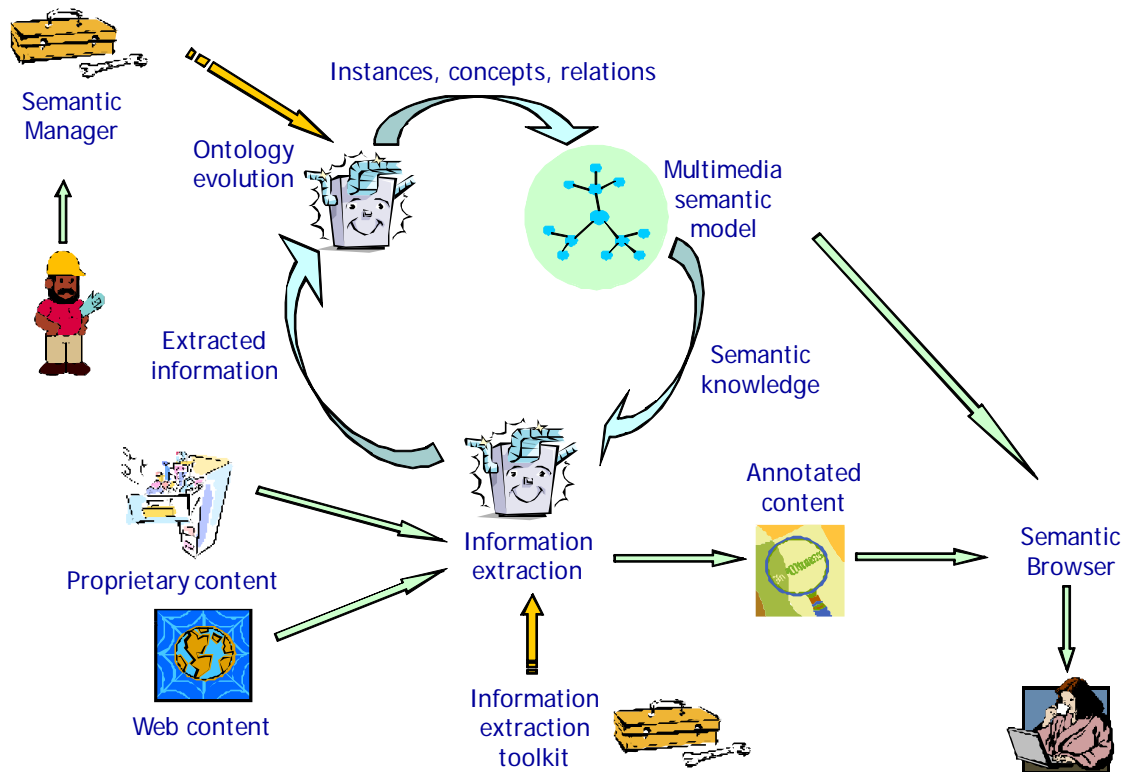 Instances, concepts, relations
Semantic
Manager
Ontology
evolution
Multimedia
semantic
model
Extracted
information
Semantic
knowledge
Annotated
content
Proprietary content
Information
extraction
Semantic
Browser
Web content
Information
extraction
toolkit